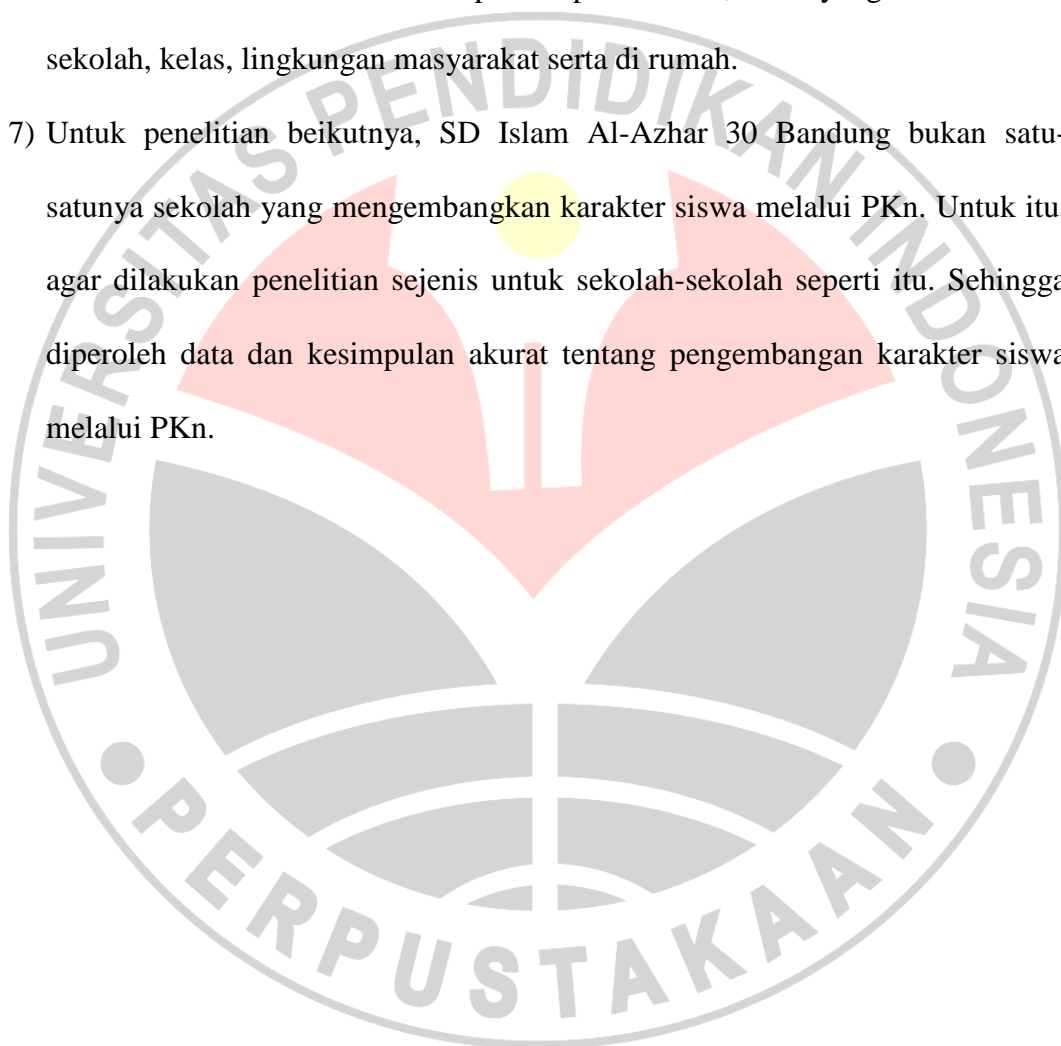 sekolah, kelas, lingkungan masyarakat serta di rumah.
7) Untuk penelitian beikutnya, SD Islam Al-Azhar 30 Bandung bukan satu-
satunya sekolah yang mengembangkan karakter siswa melalui PKn. Untuk itu
agar dilakukan penelitian sejenis untuk sekolah-sekolah seperti itu. Sehingga
diperoleh data dan kesimpulan akurat tentang pengembangan karakter siswa
melalui PKn.
UNIVERSITAS PENDIDIKAN INDONESIA
PERPUSTAKAAN